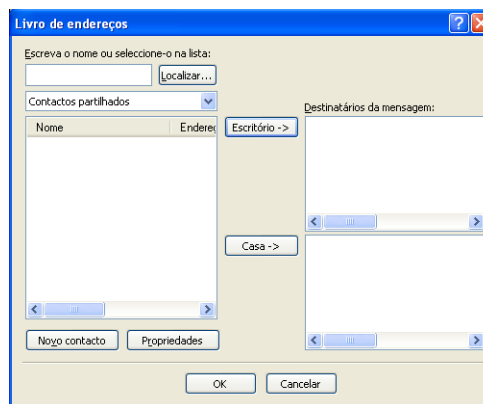 Livro de endereços
Escreva o nome ou seleccione-o na lista:
Localizar...
Contactos partilhados
Destinatários da mensagem:
Nome Endereç
Escritório ->
Casa ->
Novo contacto Propriedades
OK Cancelar